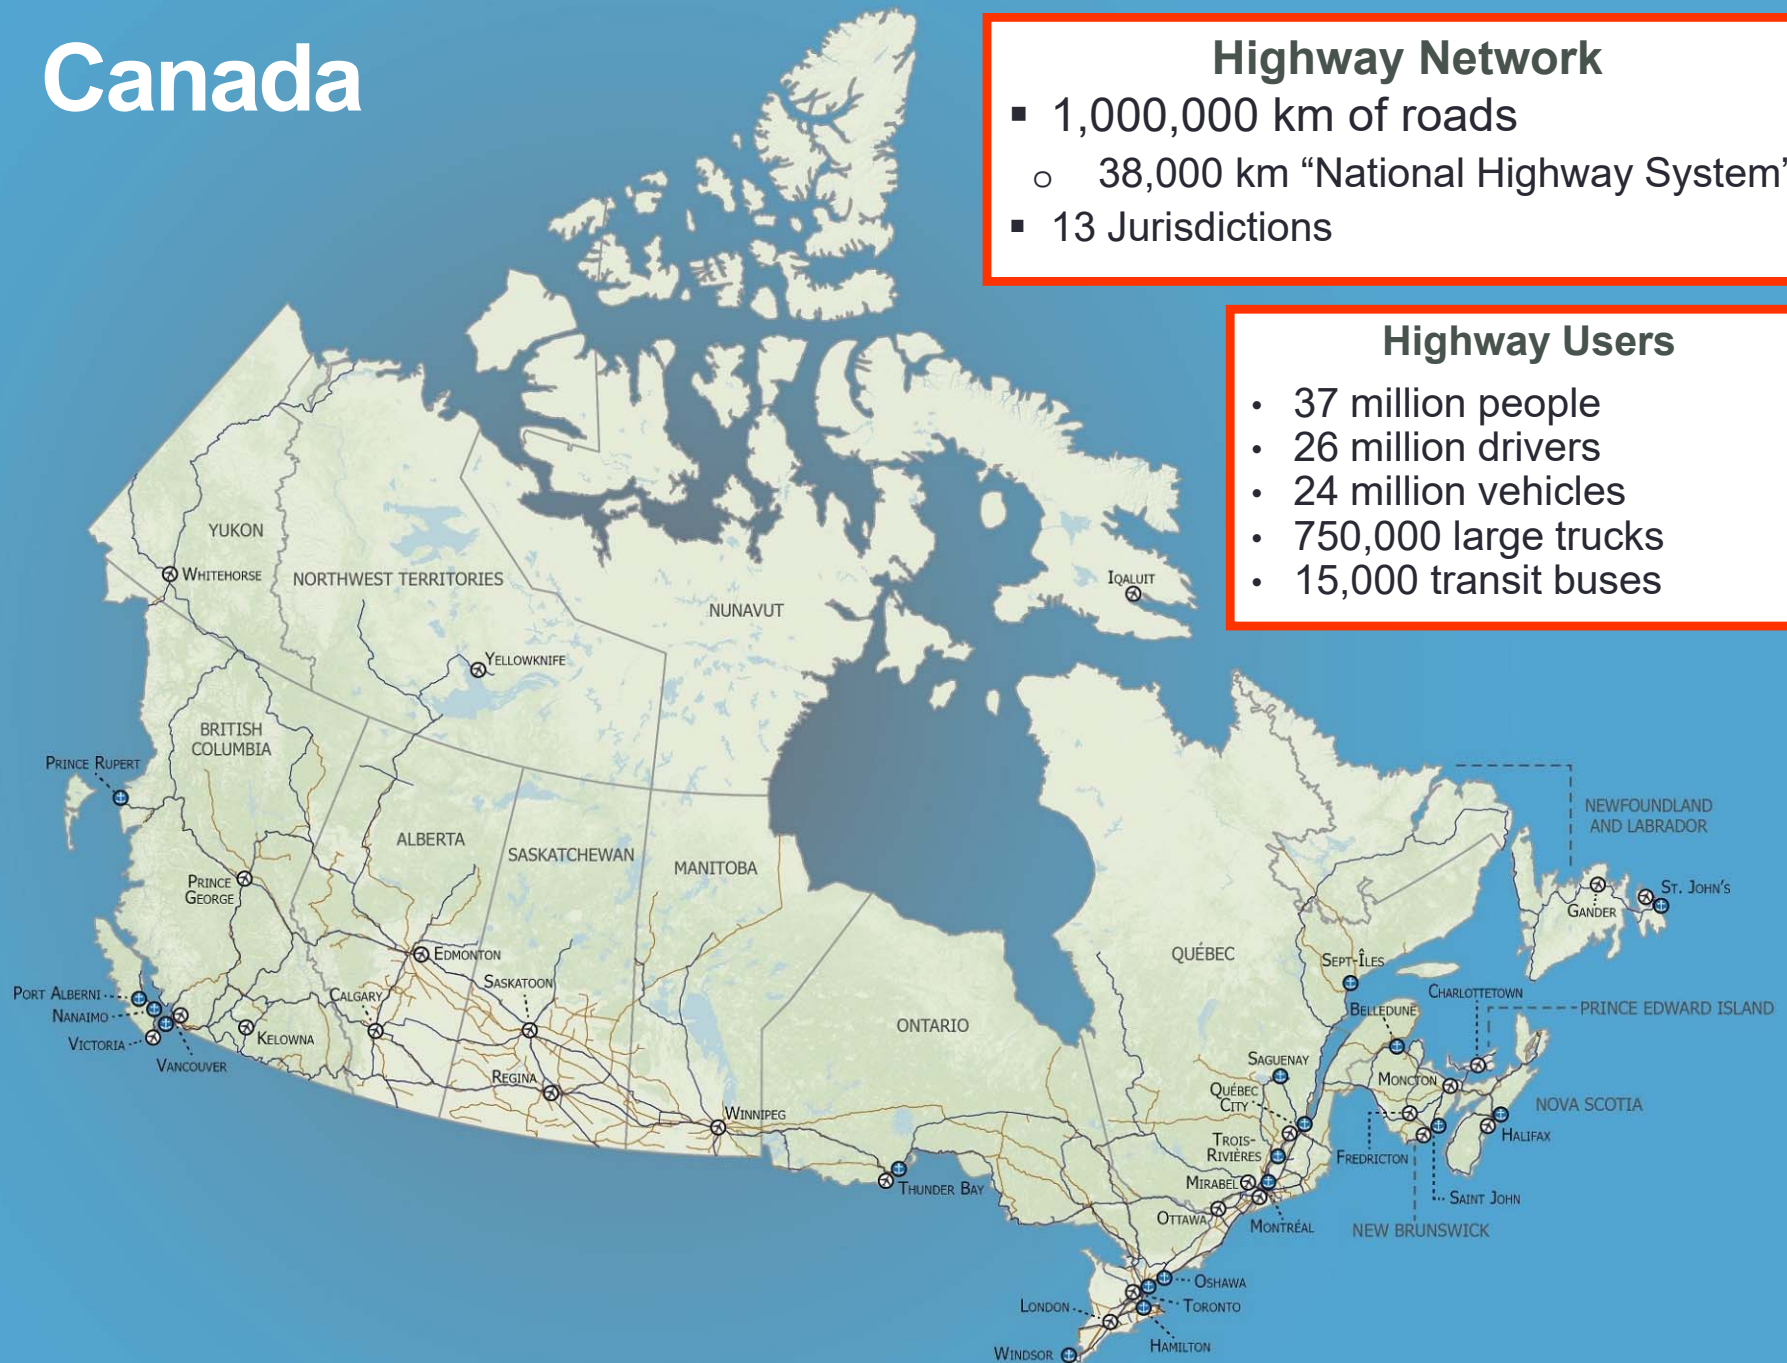 Canada
Highway Network
▪ 1,000,000 km of roads
o 38,000 km “National Highway System”
▪ 13 Jurisdictions
Highway Users
• 37 million people
• 26 million drivers
• 24 million vehicles
• 750,000 large trucks
• 15,000 transit buses
YUKON
WHITEHORSE
NORTHWEST TERRITORIES
NUNAVUT
IQALUIT
YELLOWKNIFE
BRITISH
COLUMBIA
PRINCE RUPERT
ALBERTA
SASKATCHEWAN
MANITOBA
NEWFOUNDLAND
AND LABRADOR
PRINCE
GEORGE
ST. JOHN'S
GANDER
EDMONTON
SASKATOON
QUÉBEC
SEPT-ÎLES
PORT ALBERNI
NANAIMO
VICTORIA
VANCOUVER
KELOWNA
CALGARY
REGINA
WINNIPEG
ONTARIO
CHARLOTTETOWN
BELLEDUNE
PRINCE EDWARD ISLAND
SAGUENAY
QUÉBEC
CITY
MONCTON
NOVA SCOTIA
HALIFAX
TROIS-
RIVIÈRES
FREDRICTON
MIRABEL
SAINT JOHN
THUNDER BAY
OTTAWA
MONTRÉAL
NEW BRUNSWICK
OSHAWA
LONDON
TORONTO
HAMILTON
WINDSOR